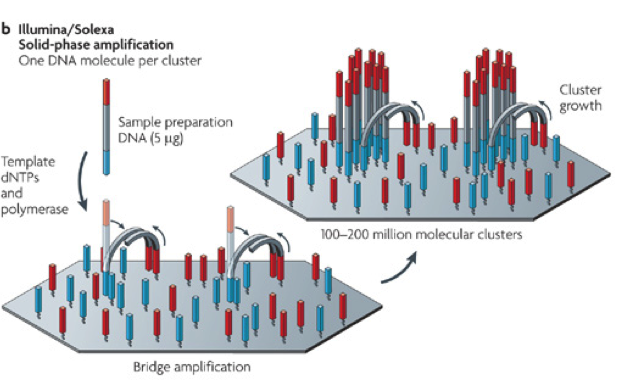 b Illumina/Solexa
Solid-phase amplification
One DNA molecule per cluster
Sample preparation
DNA (5 µg)
Template
dNTPs
and
polymerase
Cluster
growth
100–200 million molecular clusters
Bridge amplification